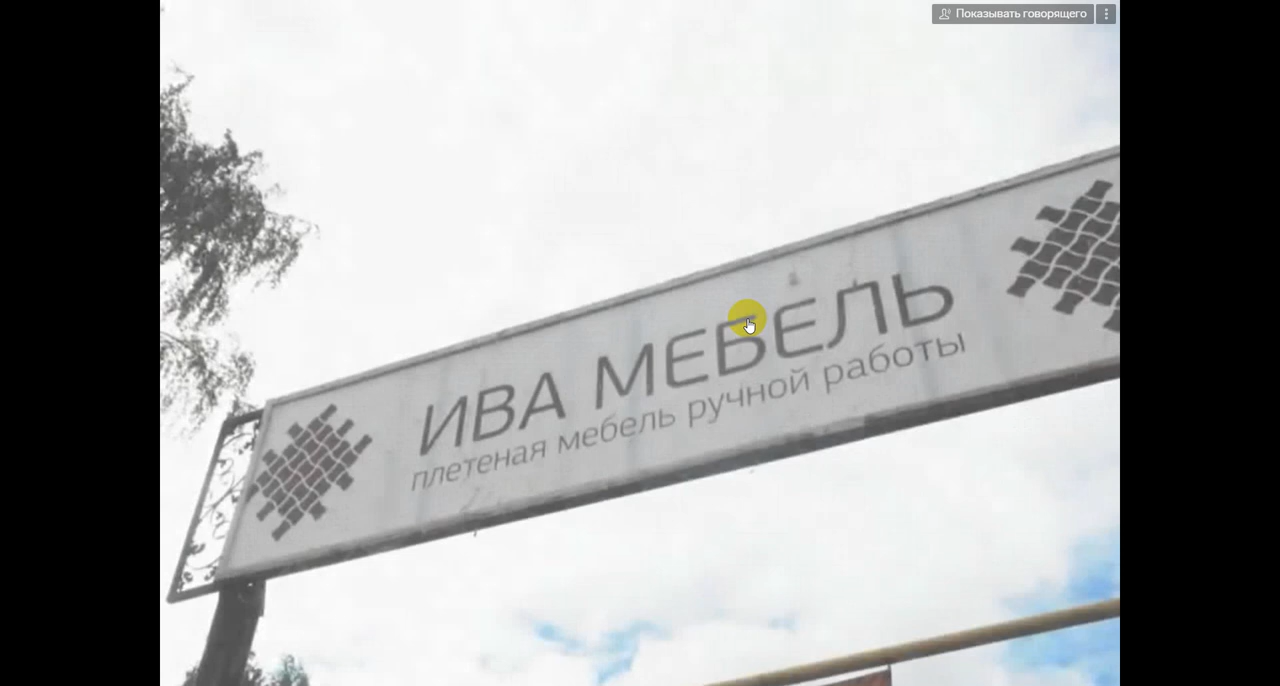 Показывать говорящего
ИВА МЕБЕЛЬ
плетеная мебель ручной работы